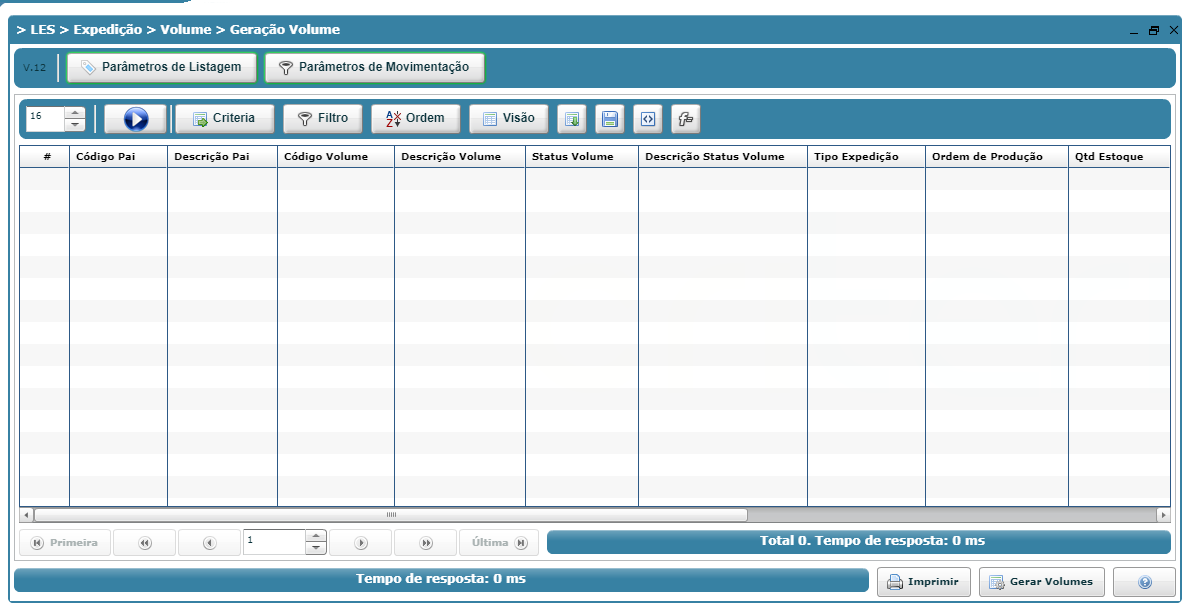 > LES > Expedição > Volume > Geração Volume
V.12 Parâmetros de Listagem Parâmetros de Movimentação
16 Criteria Filtro Ordem Visão
# Código Pai Descrição Pai Código Volume Descrição Volume Status Volume Descrição Status Volume Tipo Expedição Ordem de Produção Qtd Estoque
Primeira 1 Última Total 0. Tempo de resposta: 0 ms
Tempo de resposta: 0 ms Imprimir Gerar Volumes